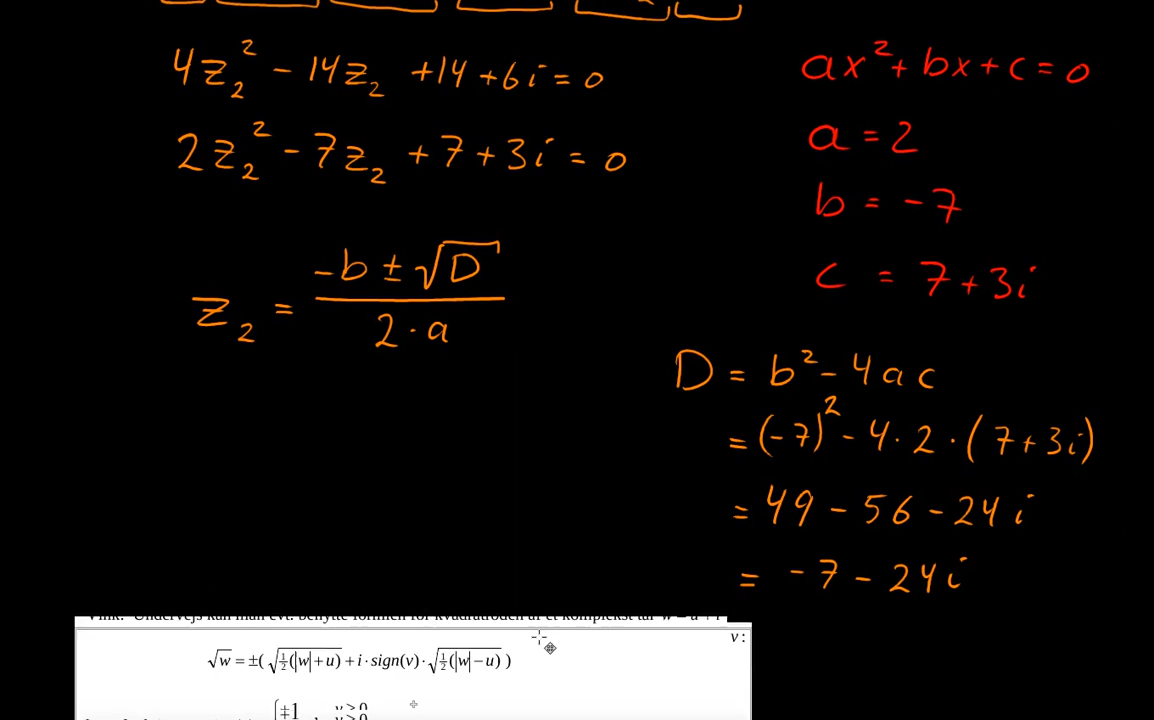 4z₂² - 14z₂ + 14 + 6i = 0
2z₂² - 7z₂ + 7 + 3i = 0
z₂ = (-b ± √D) / (2 · a)
ax² + bx + c = 0
a = 2
b = -7
c = 7 + 3i
D = b² - 4ac
= (-7)² - 4 · 2 · (7 + 3i)
= 49 - 56 - 24i
= -7 - 24i
v :
√w = ±( √(½(|w|+u)) + i · sign(v) · √(½(|w|−u)) )